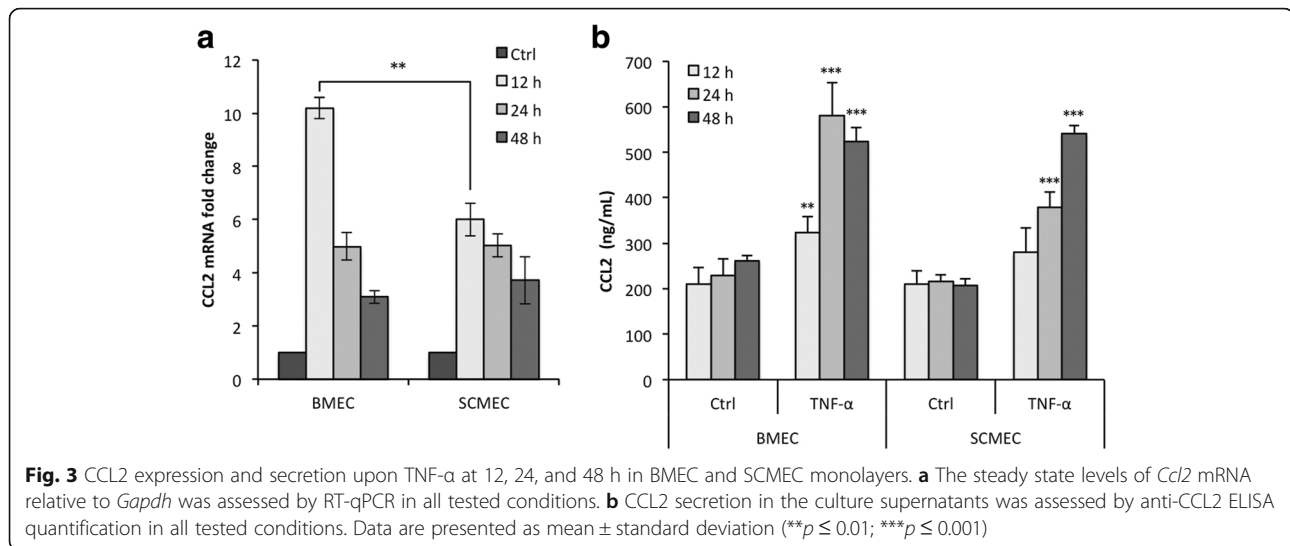 a
CCL2 mRNA fold change
12
10
8
6
4
2
0
**
Ctrl
12 h
24 h
48 h
BMEC
SCMEC
b
CCL2 (ng/mL)
700
600
500
400
300
200
100
0
12 h
24 h
48 h
**
***
***
***
***
Ctrl
TNF-α
Ctrl
TNF-α
BMEC
SCMEC
Fig. 3 CCL2 expression and secretion upon TNF-α at 12, 24, and 48 h in BMEC and SCMEC monolayers. a The steady state levels of Ccl2 mRNA
relative to Gapdh was assessed by RT-qPCR in all tested conditions. b CCL2 secretion in the culture supernatants was assessed by anti-CCL2 ELISA
quantification in all tested conditions. Data are presented as mean ± standard deviation (**p ≤ 0.01; ***p ≤ 0.001)